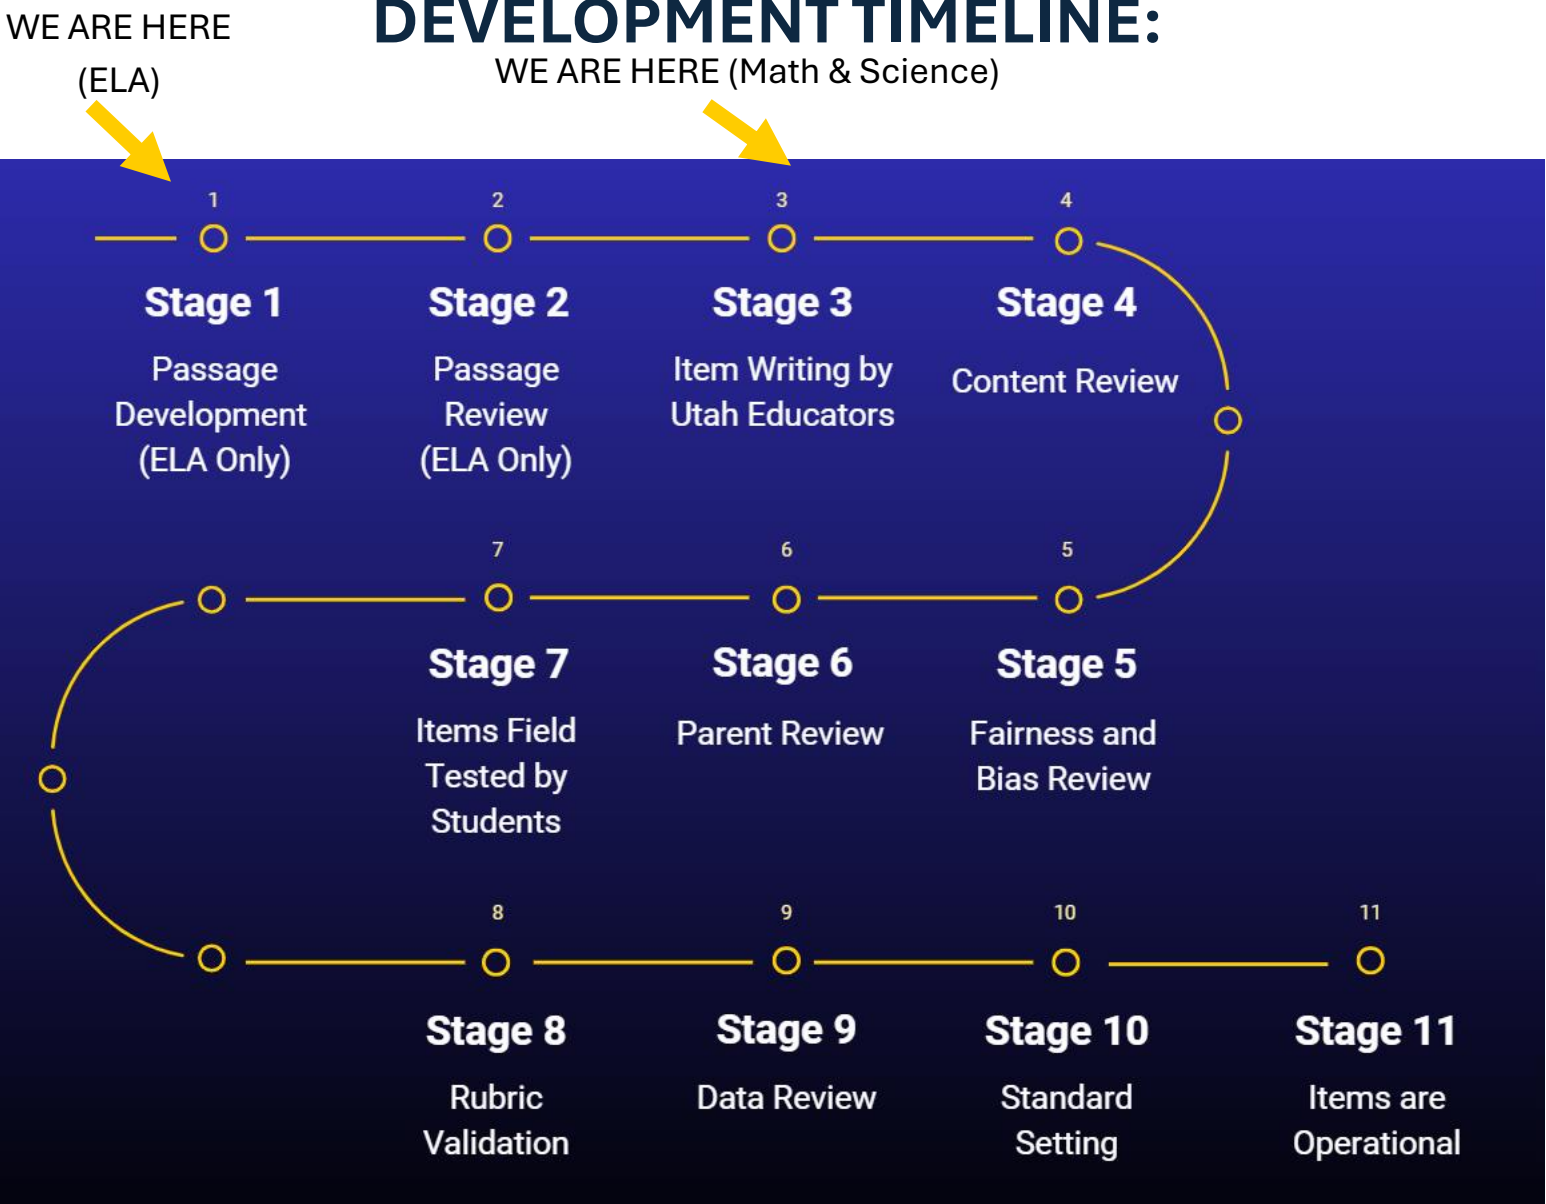 WE ARE HERE
(ELA)
DEVELOPMENT TIMELINE:
WE ARE HERE (Math & Science)
1
2
3
4
Stage 1
Stage 2
Stage 3
Stage 4
Passage
Development
(ELA Only)
Passage
Review
(ELA Only)
Item Writing by
Utah Educators
Content Review
5
6
7
Stage 5
Fairness and
Bias Review
Stage 6
Parent Review
Stage 7
Items Field
Tested by
Students
8
9
10
11
Stage 8
Rubric
Validation
Stage 9
Data Review
Stage 10
Standard
Setting
Stage 11
Items are
Operational